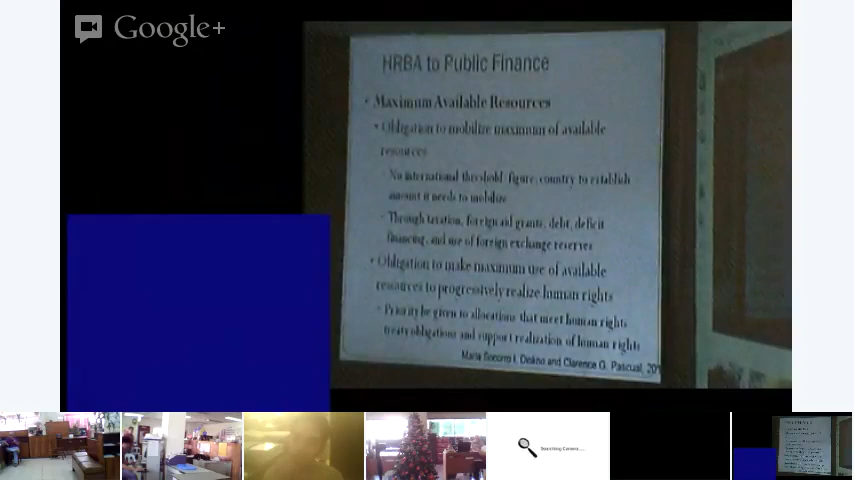 Google+
HRBA to Public Finance
• Maximum Available Resources
• Obligation to mobilize maximum of available
resources
No international threshold figure, country to establish
amount it needs to mobilize
Through taxation, foreign aid grants, debt, deficit
financing, and use of foreign exchange reserves
• Obligation to make maximum use of available
resources to progressively realize human rights
Priority be given to allocations that meet human rights
treaty obligations and support realization of human rights
Maria Socorro I. Diokno and Clarence G. Pascual, 20
Searching Camera....